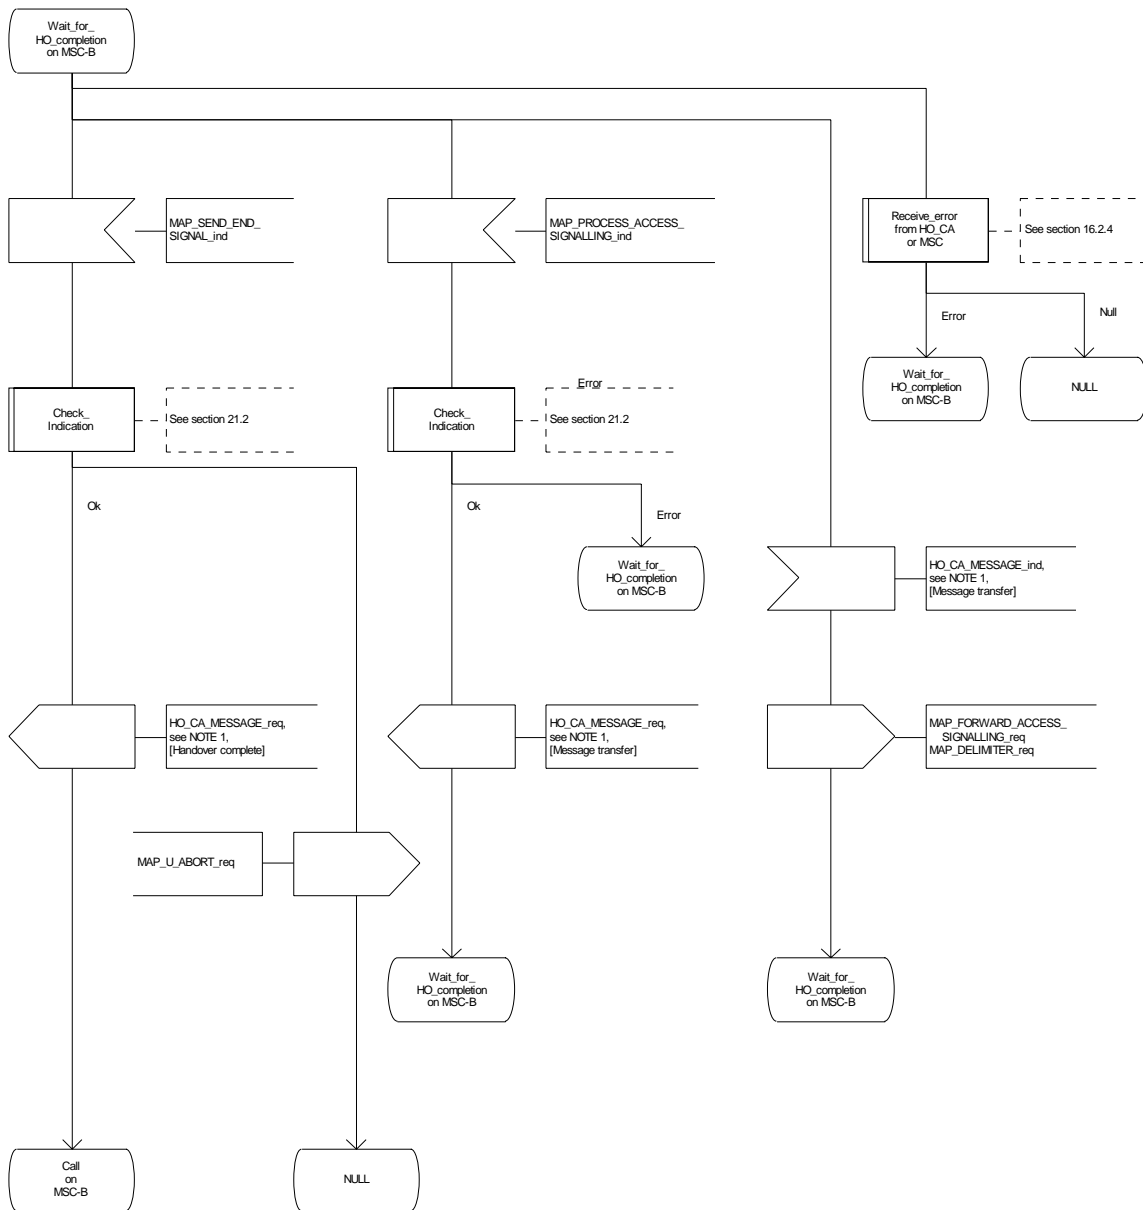 Wait_for_
HO_completion
on MSC-B
MAP_SEND_END_
SIGNAL_ind
MAP_PROCESS_ACCESS_
SIGNALLING_ind
Receive_error
from HO_CA
or MSC
See section 16.2.4
Error
Null
Wait_for_
HO_completion
on MSC-B
NULL
Check_
Indication
See section 21.2
Error
Check_
Indication
See section 21.2
Ok
Ok
Error
Wait_for_
HO_completion
on MSC-B
HO_CA_MESSAGE_ind,
see NOTE 1,
[Message transfer]
HO_CA_MESSAGE_req,
see NOTE 1,
[Handover complete]
HO_CA_MESSAGE_req,
see NOTE 1,
[Message transfer]
MAP_FORWARD_ACCESS_
SIGNALLING_req
MAP_DELIMITER_req
MAP_U_ABORT_req
Wait_for_
HO_completion
on MSC-B
Wait_for_
HO_completion
on MSC-B
Call
on
MSC-B
NULL